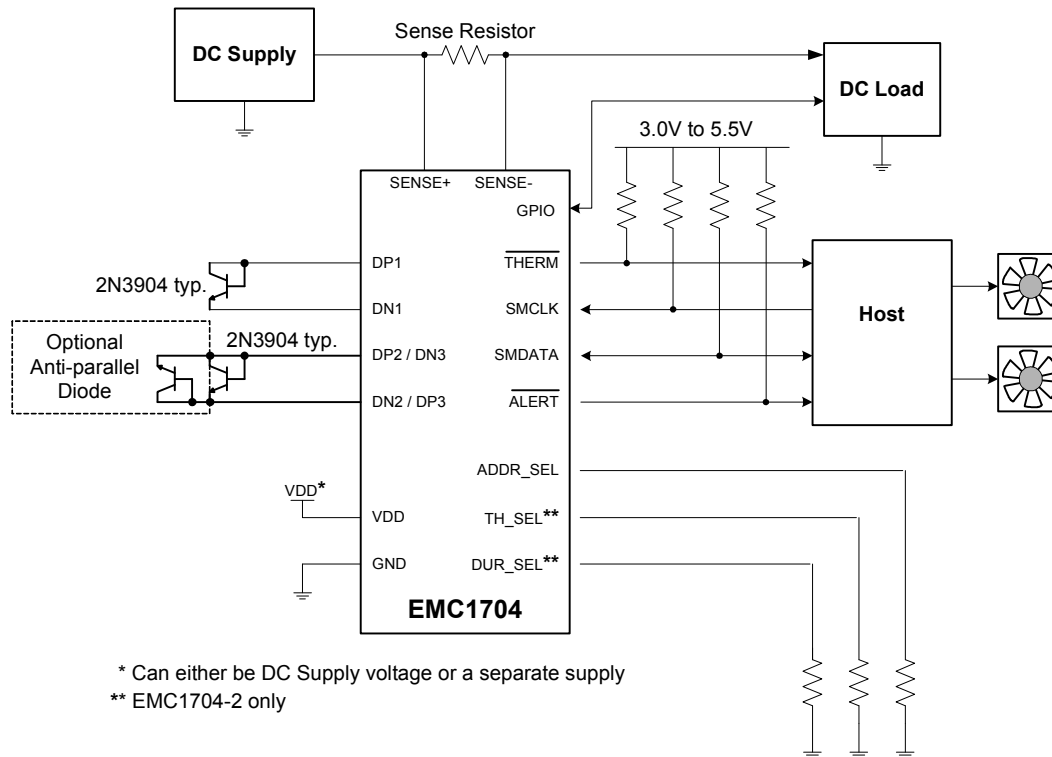 Sense Resistor
DC Supply
DC Load
3.0V to 5.5V
SENSE+ SENSE-
GPIO
DP1
THERM
2N3904 typ.
DN1
SMCLK
Host
Optional
Anti-parallel
Diode
2N3904 typ.
DP2 / DN3
SMDATA
DN2 / DP3
ALERT
ADDR_SEL
VDD*
VDD
TH_SEL**
GND
DUR_SEL**
EMC1704
* Can either be DC Supply voltage or a separate supply
** EMC1704-2 only